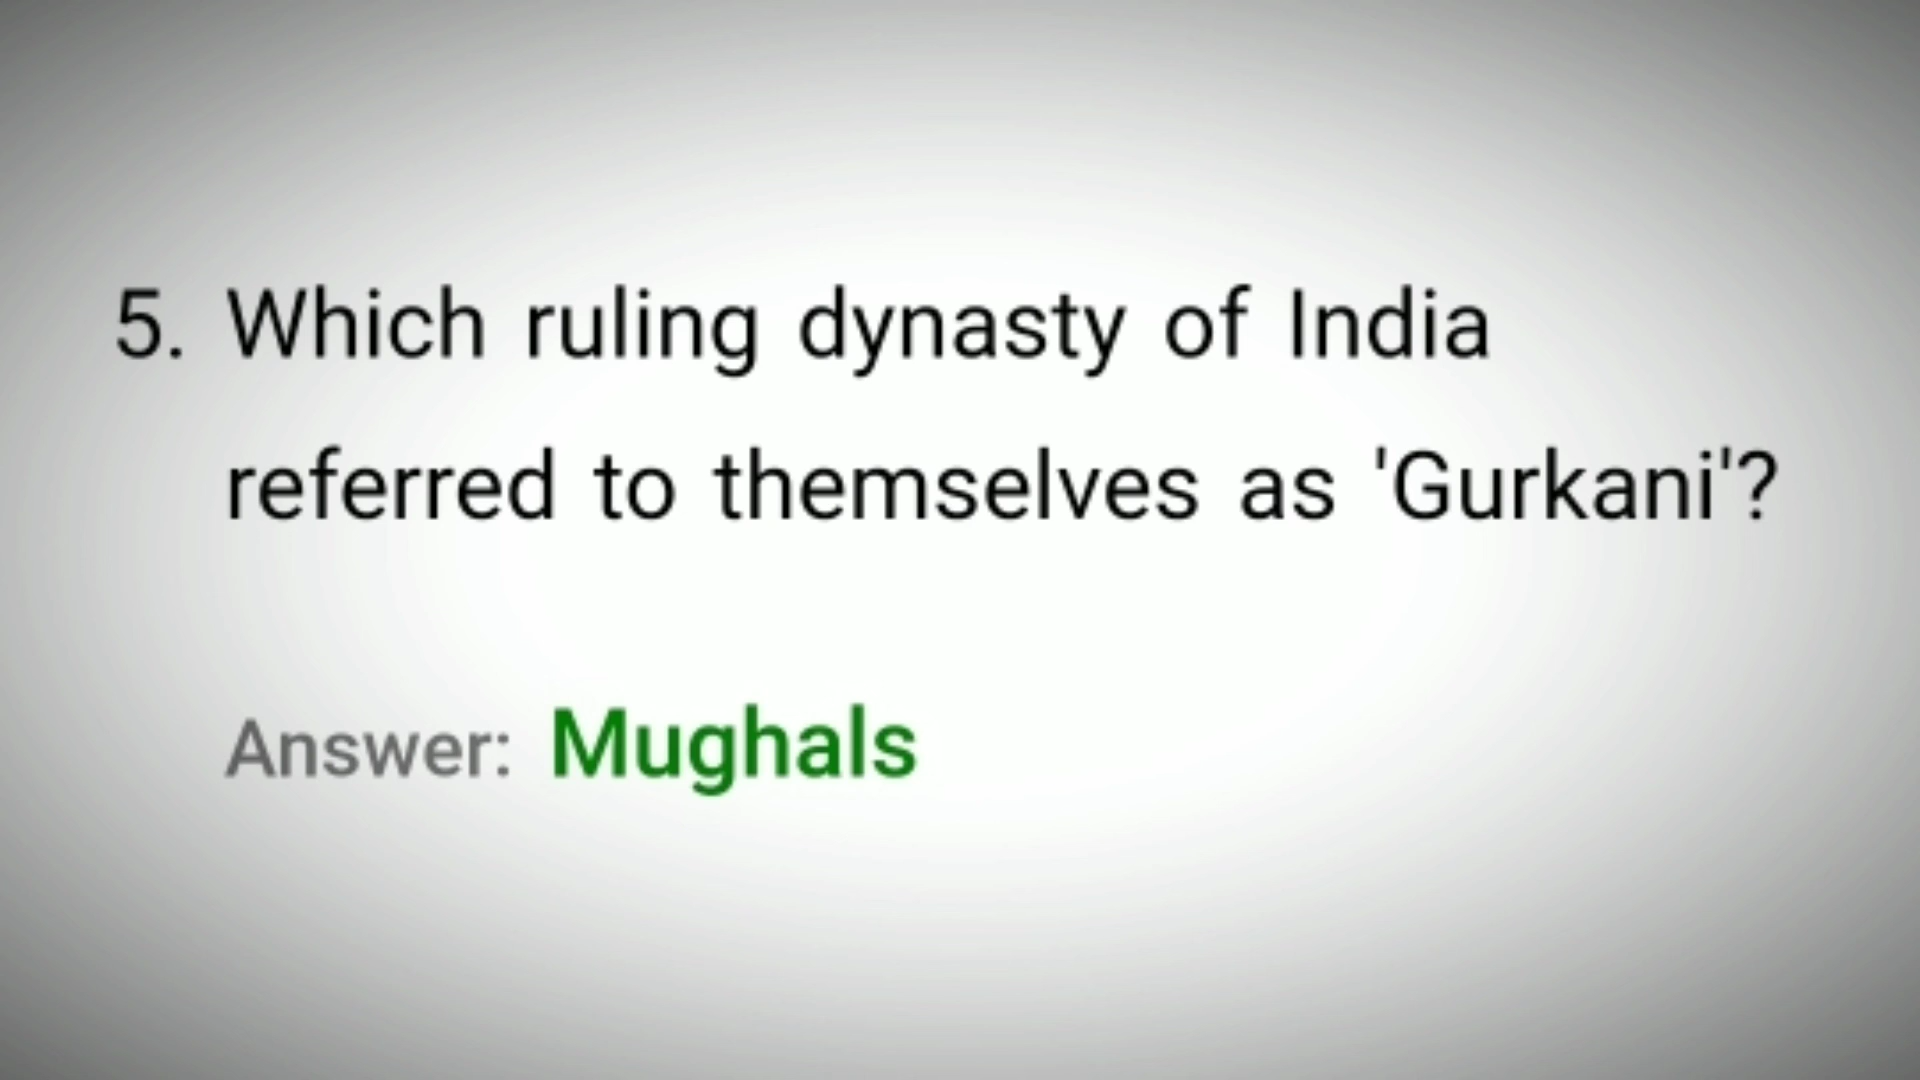 5. Which ruling dynasty of India
referred to themselves as 'Gurkani'?
Answer: Mughals